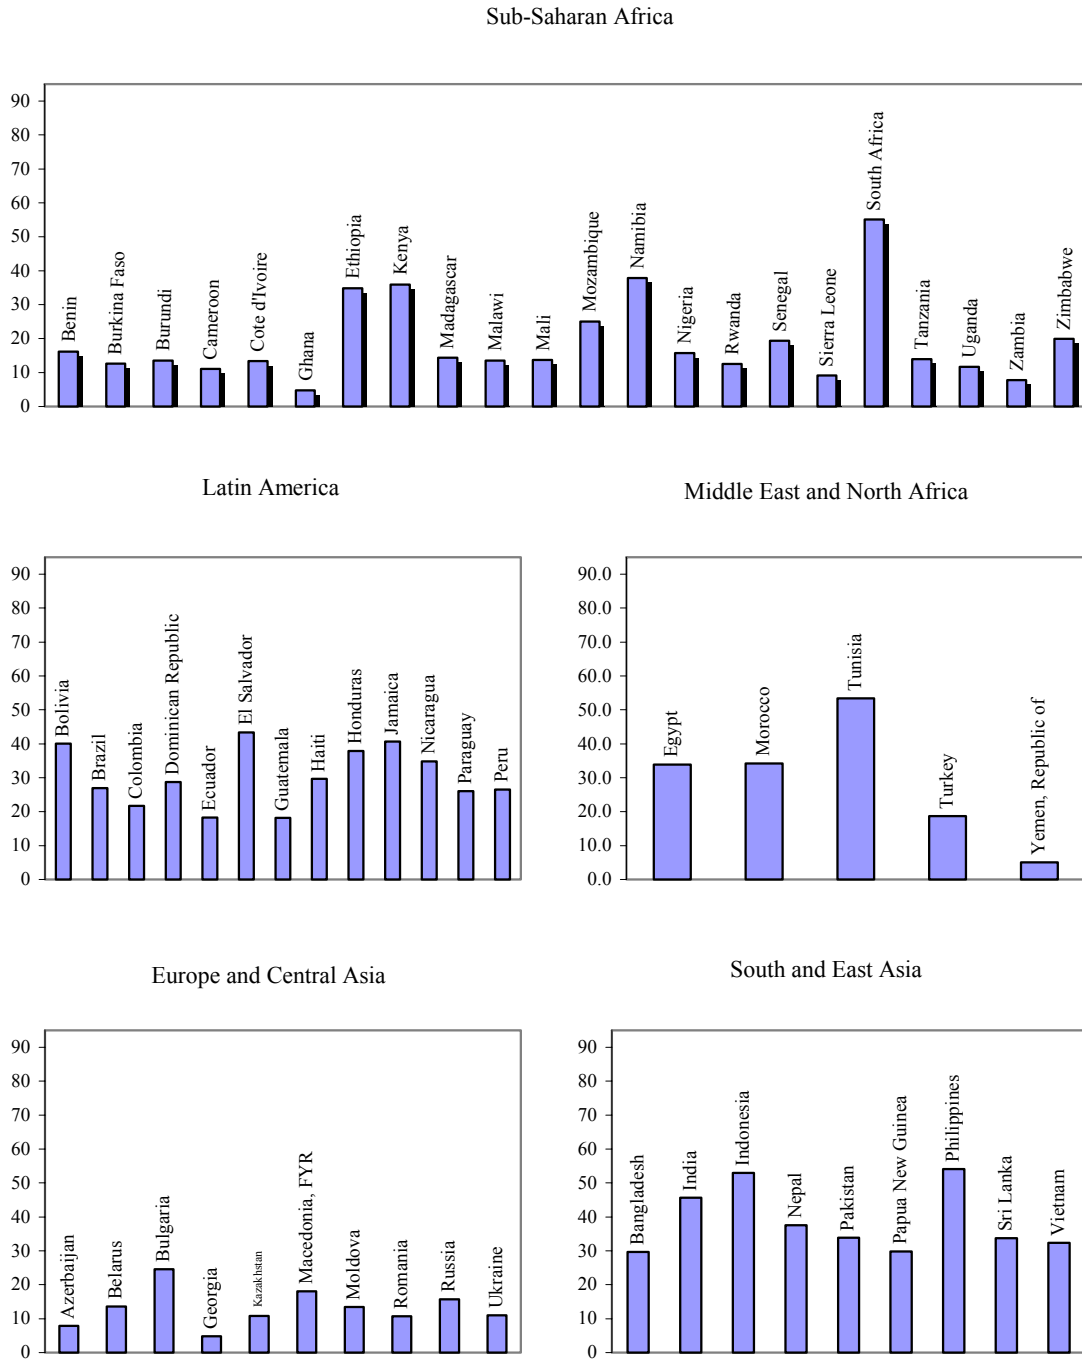 Sub-Saharan Africa
90
80
70
60
50
40
30
20
10
0
Benin
Burkina Faso
Burundi
Cameroon
Cote d'Ivoire
Ghana
Ethiopia
Kenya
Madagascar
Malawi
Mali
Mozambique
Namibia
Nigeria
Rwanda
Senegal
Sierra Leone
South Africa
Tanzania
Uganda
Zambia
Zimbabwe
Latin America
90
80
70
60
50
40
30
20
10
0
Bolivia
Brazil
Colombia
Dominican Republic
Ecuador
El Salvador
Guatemala
Haiti
Honduras
Jamaica
Nicaragua
Paraguay
Peru
Middle East and North Africa
90.0
80.0
70.0
60.0
50.0
40.0
30.0
20.0
10.0
0.0
Egypt
Morocco
Tunisia
Turkey
Yemen, Republic of
Europe and Central Asia
90
80
70
60
50
40
30
20
10
0
Azerbaijan
Belarus
Bulgaria
Georgia
Kazakhstan
Macedonia, FYR
Moldova
Romania
Russia
Ukraine
South and East Asia
90
80
70
60
50
40
30
20
10
0
Bangladesh
India
Indonesia
Nepal
Pakistan
Papua New Guinea
Philippines
Sri Lanka
Vietnam